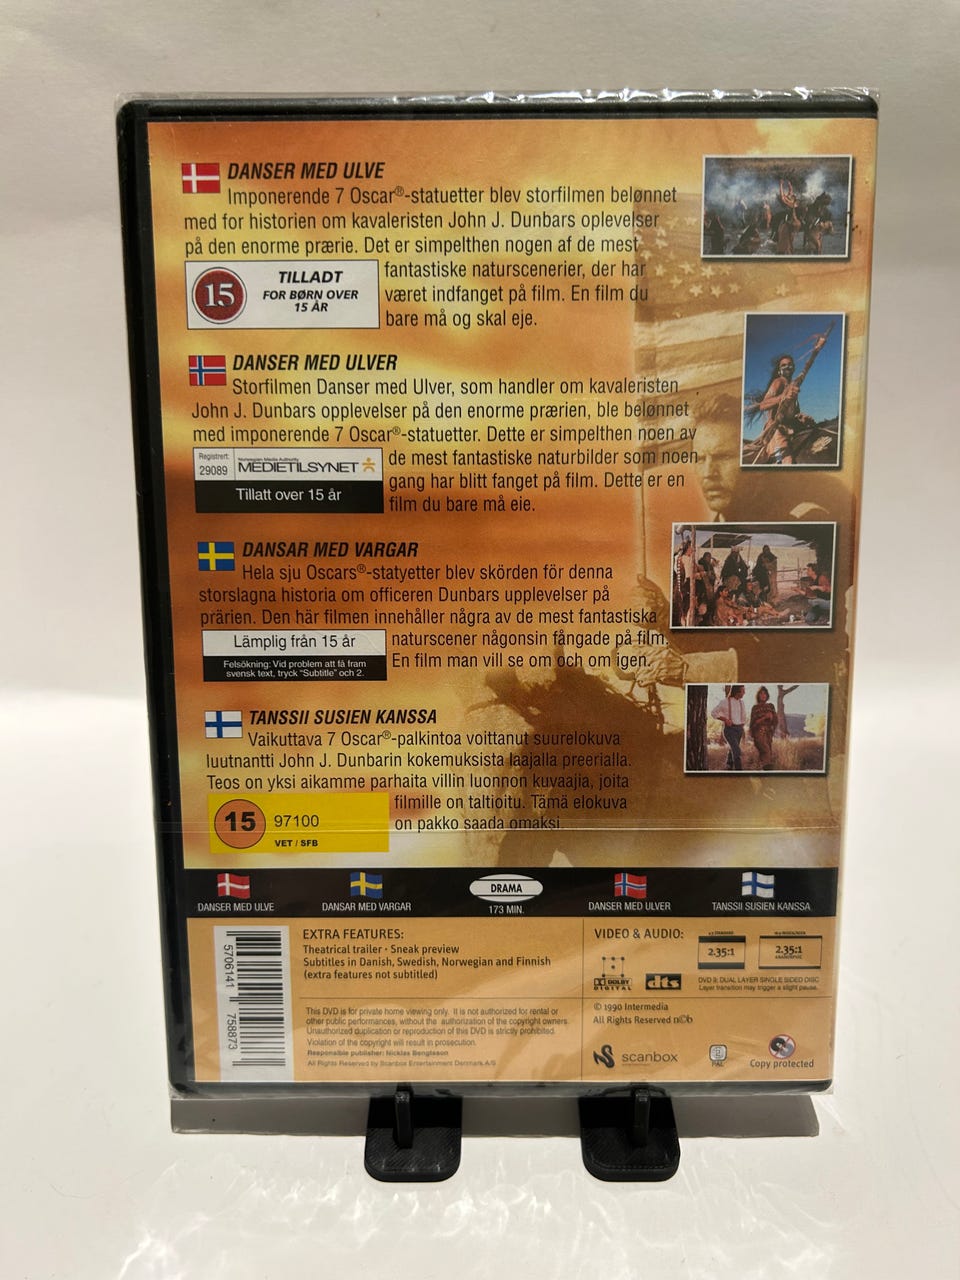 DANSER MED ULVE
Imponerende 7 Oscar®-statuetter blev storfilmen belønnet
med for historien om kavaleristen John J. Dunbars oplevelser
på den enorme prærie. Det er simpelthen nogen af de mest
fantastiske naturscenerier, der har
været indfanget på film. En film du
bare må og skal eje.
15
TILLADT
FOR BØRN OVER
15 ÅR
DANSER MED ULVER
Storfilmen Danser med Ulver, som handler om kavaleristen
John J. Dunbars opplevelser på den enorme prærien, ble belønnet
med imponerende 7 Oscar®-statuetter. Dette er simpelthen noen av
de mest fantastiske naturbilder som noen
gang har blitt fanget på film. Dette er en
film du bare må eie.
Registrert:
29089
Norwegian Media Authority
MEDIETILSYNET
Tillatt over 15 år
DANSAR MED VARGAR
Hela sju Oscars®-statyetter blev skörden för denna
storslagna historia om officeren Dunbars upplevelser på
prärien. Den här filmen innehåller några av de mest fantastiska
naturscener någonsin fångade på film.
En film man vill se om och om igen.
Lämplig från 15 år
Felsökning: Vid problem att få fram
svensk text, tryck "Subtitle" och 2.
TANSSII SUSIEN KANSSA
Vaikuttava 7 Oscar®-palkintoa voittanut suurelokuva
luutnantti John J. Dunbarin kokemuksista laajalla preerialla.
Teos on yksi aikamme parhaita villin luonnon kuvaajia, joita
filmille on taltioitu. Tämä elokuva
on pakko saada omaksi.
15
97100
VET / SFB
DANSER MED ULVE
DANSAR MED VARGAR
DRAMA
173 MIN.
DANSER MED ULVER
TANSSII SUSIEN KANSSA
5706141 758873
EXTRA FEATURES:
Theatrical trailer · Sneak preview
Subtitles in Danish, Swedish, Norwegian and Finnish
(extra features not subtitled)
This DVD is for private home viewing only. It is not authorized for rental or
other public performances, without the authorization of the copyright owners.
Unauthorized duplication or reproduction of this DVD is strictly prohibited.
Violation of the copyright will result in prosecution.
Responsible publisher: Nicklas Bengtsson
All Rights Reserved by Scanbox Entertainment Denmark A/S
VIDEO & AUDIO:
DOLBY
DIGITAL
dts
2.35:1
2.35:1
ANAMORPHIC
DVD 9: DUAL LAYER SINGLE SIDED DISC
Layer transition may trigger a slight pause.
© 1990 Intermedia
All Rights Reserved ncb
scanbox
PAL
Copy protected